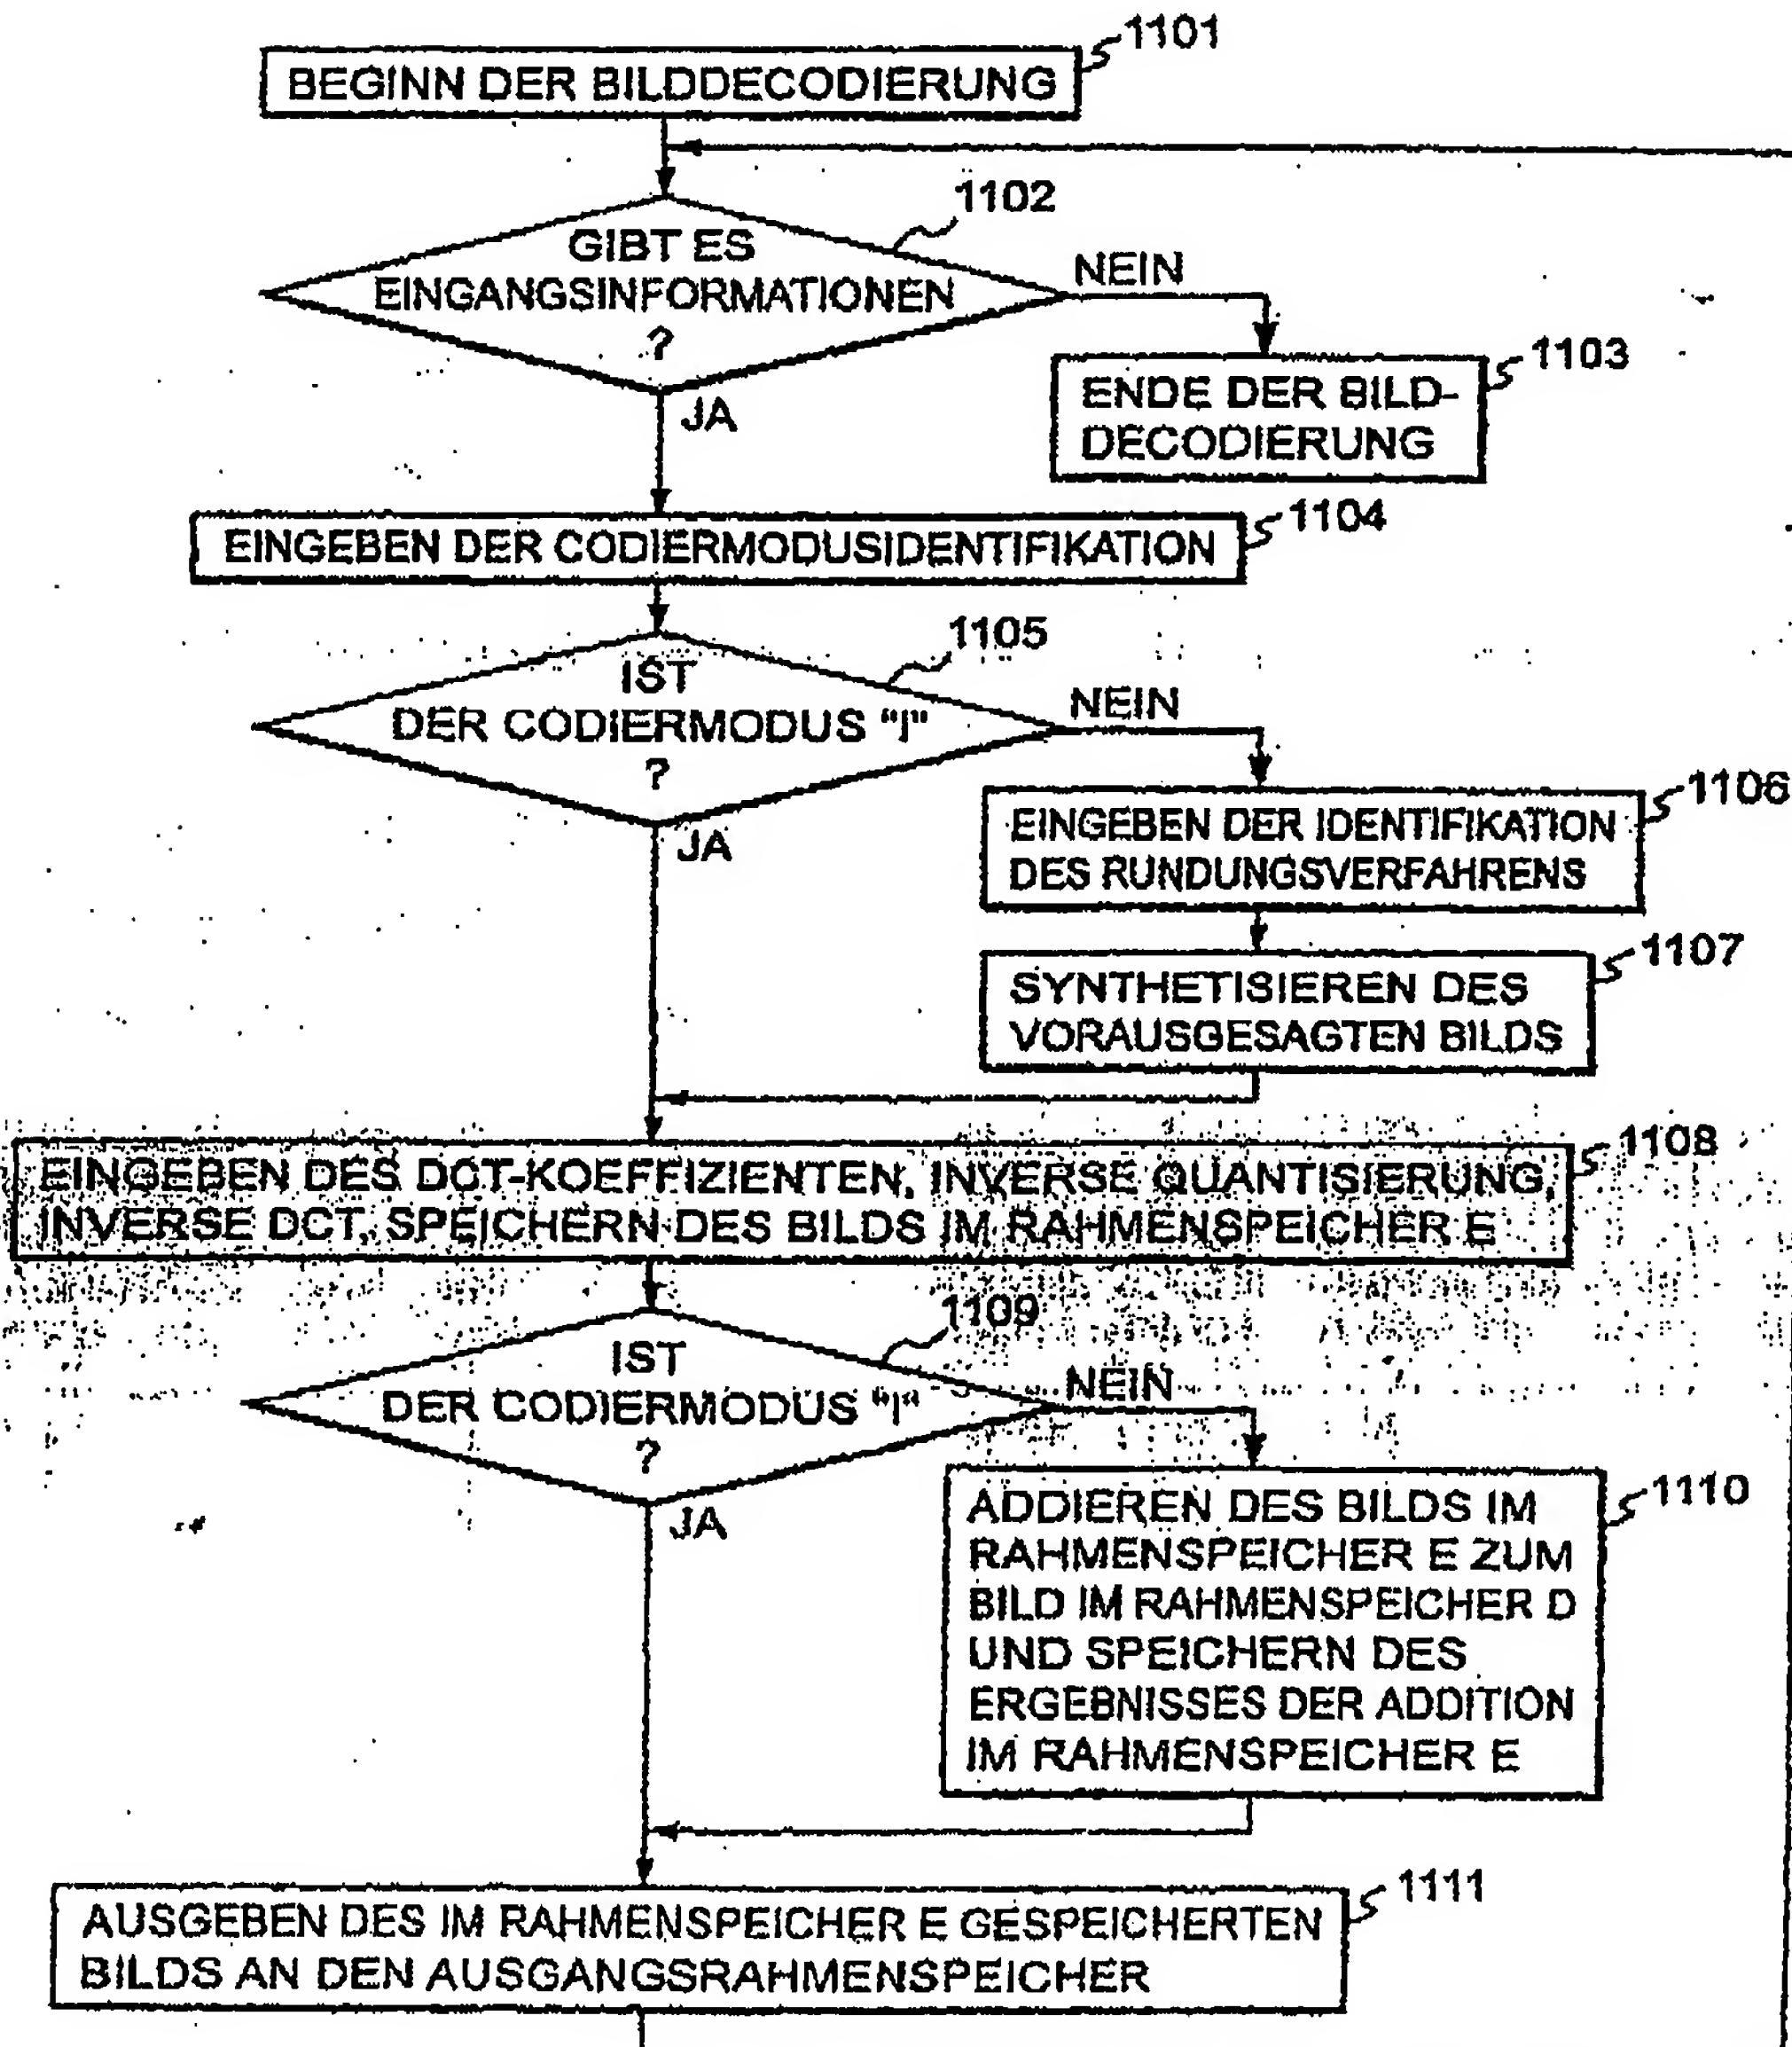 1101
BEGINN DER BILDDECODIERUNG
1102
GIBT ES
EINGANGSINFORMATIONEN
?
NEIN
JA
1103
ENDE DER BILD-
DECODIERUNG
1104
EINGEBEN DER CODIERMODUSIDENTIFIKATION
1105
IST
DER CODIERMODUS "I"
?
NEIN
JA
1106
EINGEBEN DER IDENTIFIKATION
DES RUNDUNGSVERFAHRENS
1107
SYNTHETISIEREN DES
VORAUSGESAGTEN BILDS
1108
EINGEBEN DES DCT-KOEFFIZIENTEN, INVERSE QUANTISIERUNG,
INVERSE DCT, SPEICHERN DES BILDS IM RAHMENSPEICHER E
1109
IST
DER CODIERMODUS "I"
?
NEIN
JA
1110
ADDIEREN DES BILDS IM
RAHMENSPEICHER E ZUM
BILD IM RAHMENSPEICHER D
UND SPEICHERN DES
ERGEBNISSES DER ADDITION
IM RAHMENSPEICHER E
1111
AUSGEBEN DES IM RAHMENSPEICHER E GESPEICHERTEN
BILDS AN DEN AUSGANGSRAHMENSPEICHER